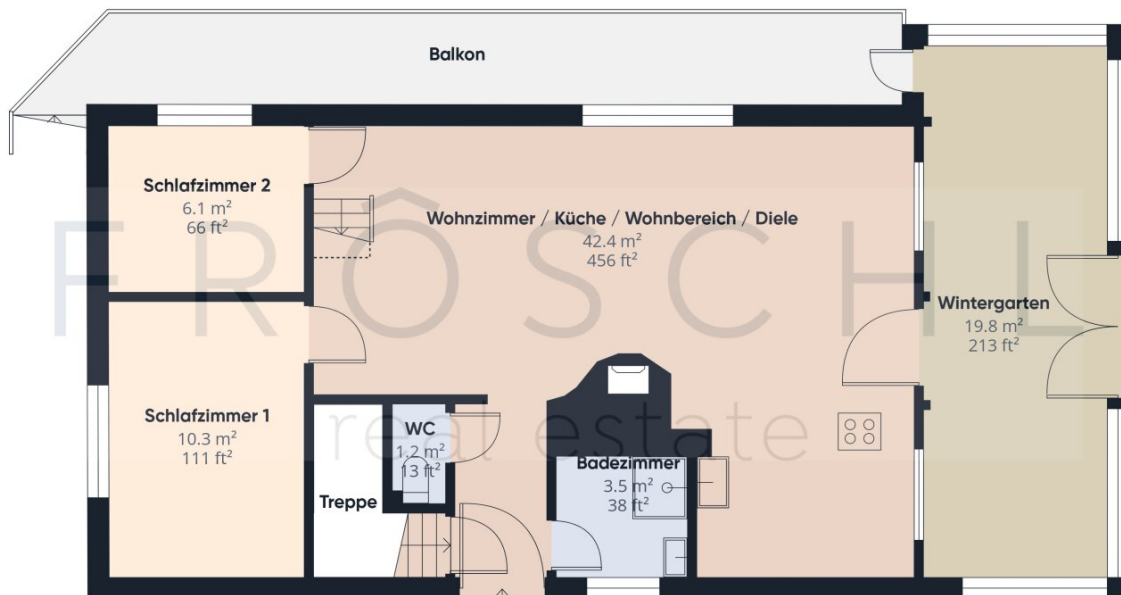 Balkon
Schlafzimmer 2
6.1 m²
66 ft²
Wohnzimmer / Küche / Wohnbereich / Diele
42.4 m²
456 ft²
FRÖSCHL
Wintergarten
19.8 m²
213 ft²
Schlafzimmer 1
10.3 m²
111 ft²
WC
1.2 m²
13 ft²
real estate
Badezimmer
3.5 m²
38 ft²
Treppe